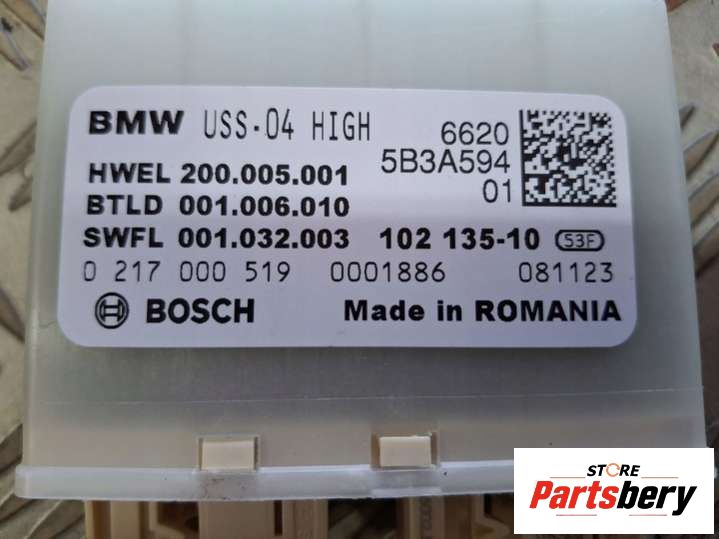 BMW USS-04 HIGH
6620
5B3A594
01
HWEL 200.005.001
BTLD 001.006.010
SWFL 001.032.003 102 135-10 53F
0 217 000 519 0001886 081123
BOSCH Made in ROMANIA
STORE
Partsbery